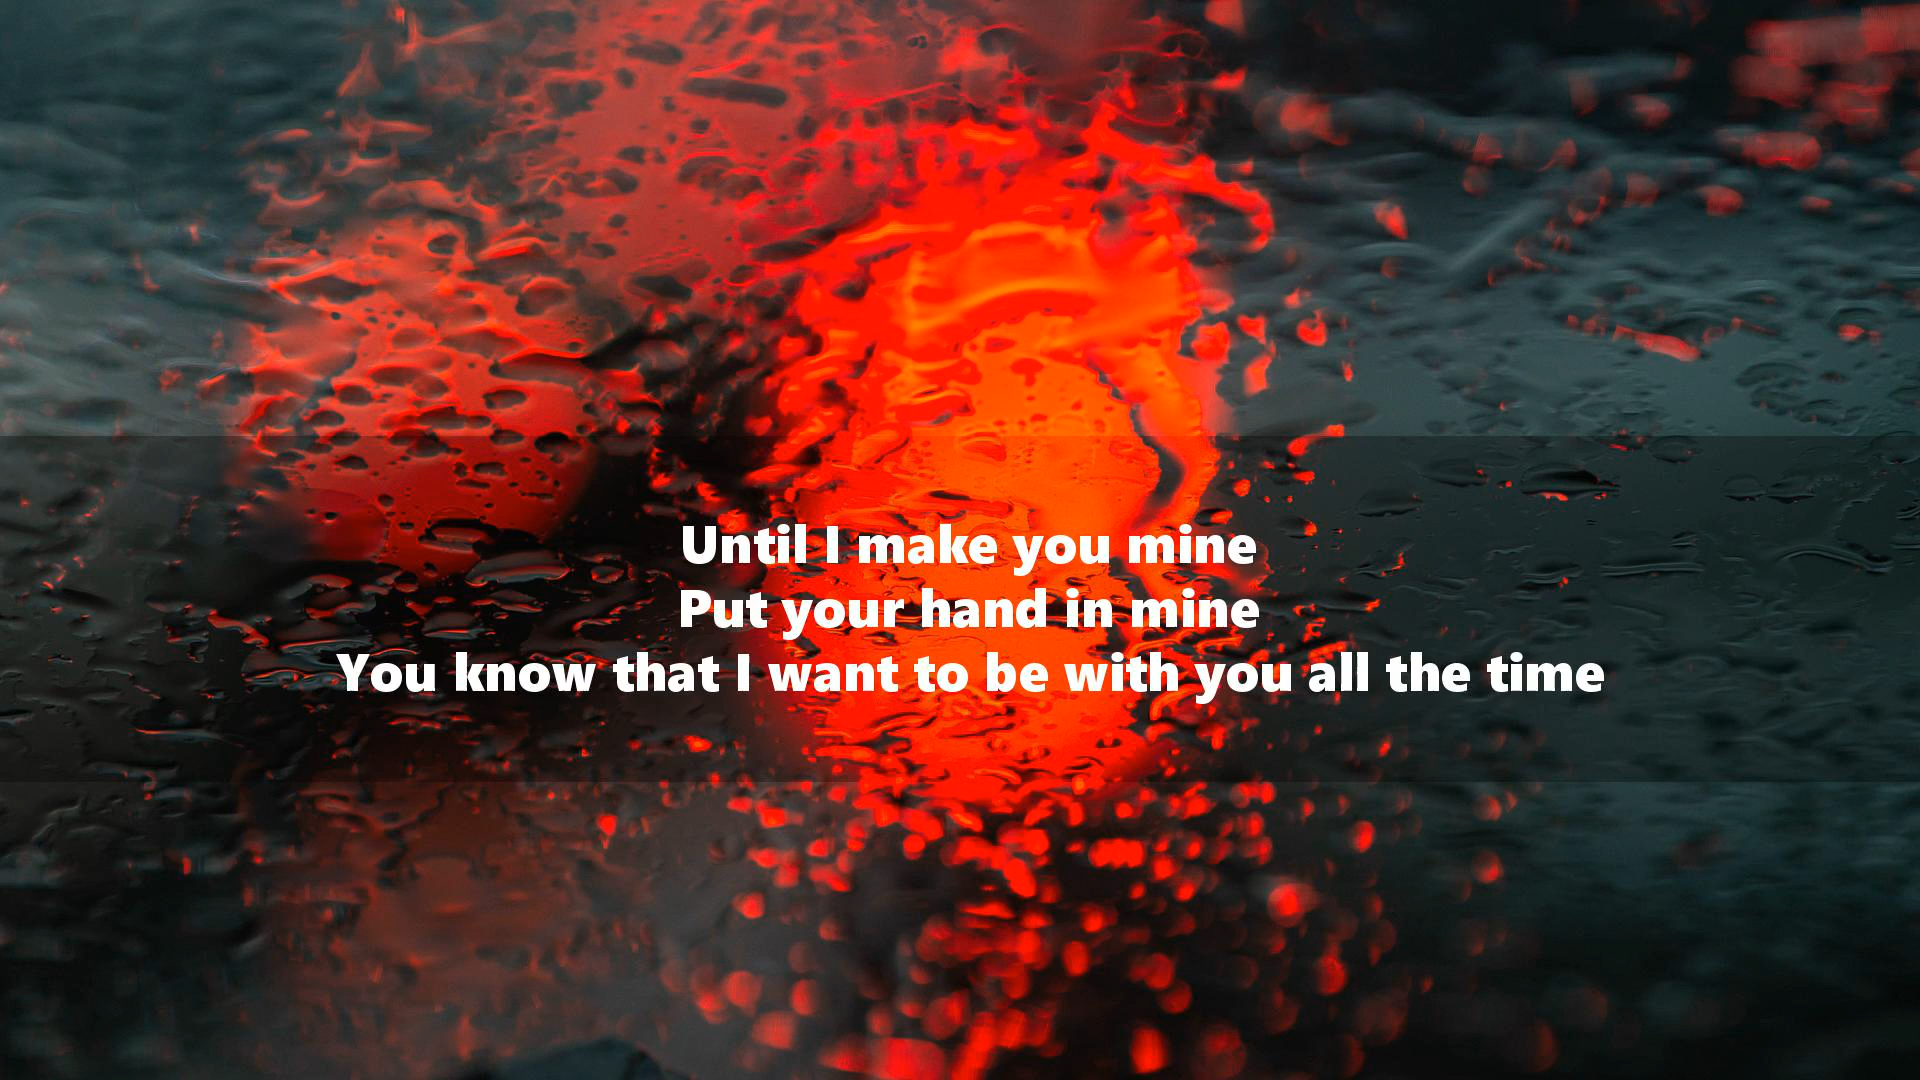 Until I make you mine
Put your hand in mine
You know that I want to be with you all the time